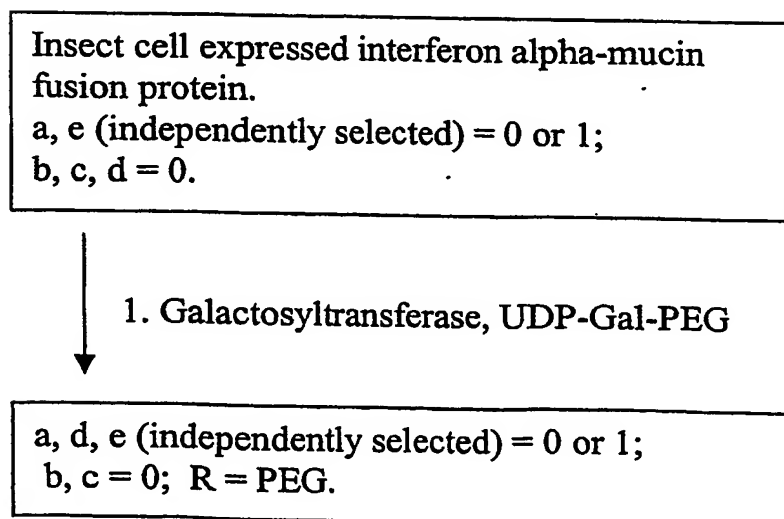 Insect cell expressed interferon alpha-mucin
fusion protein.
a, e (independently selected) = 0 or 1;
b, c, d = 0.
1. Galactosyltransferase, UDP-Gal-PEG
a, d, e (independently selected) = 0 or 1;
b, c = 0; R = PEG.